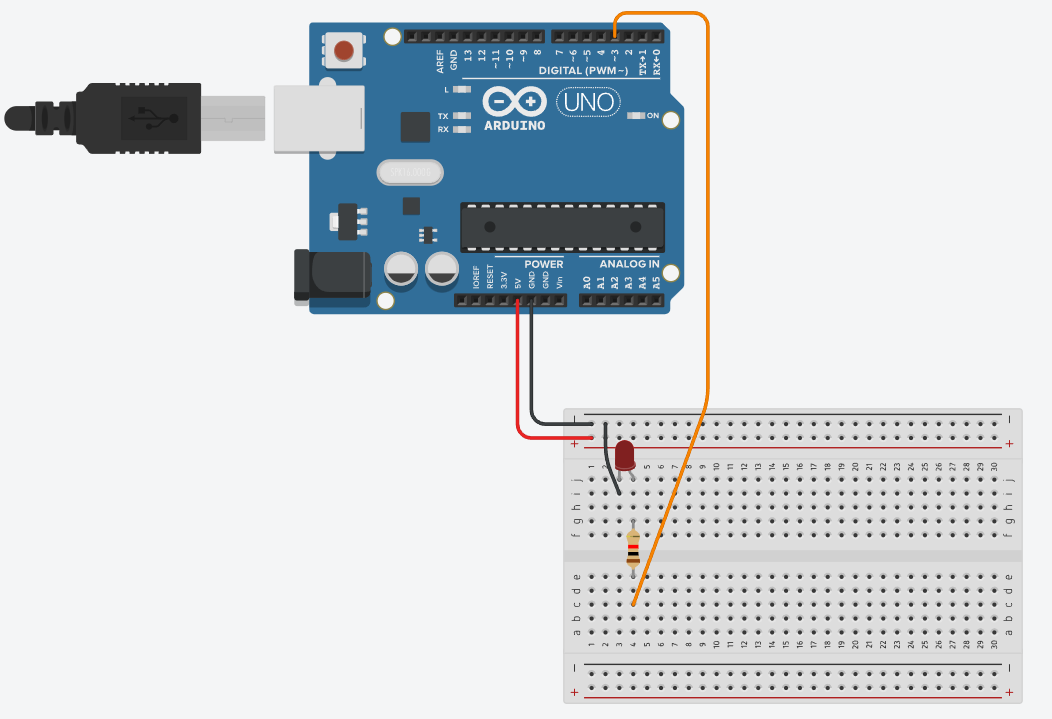 AREF
GND
13
12
~11
~10
~9
8
7
~6
~5
4
~3
2
TX→1
RX←0
DIGITAL (PWM~)
L
TX
RX
ARDUINO
UNO
ON
POWER
ANALOG IN
IOREF
RESET
3.3V
5V
GND
GND
Vin
A0
A1
A2
A3
A4
A5
− −
+ +
1 2 3 4 5 6 7 8 9 10 11 12 13 14 15 16 17 18 19 20 21 22 23 24 25 26 27 28 29 30
j j
i i
h h
g g
f f
e e
d d
c c
b b
a a
1 2 3 4 5 6 7 8 9 10 11 12 13 14 15 16 17 18 19 20 21 22 23 24 25 26 27 28 29 30
− −
+ +